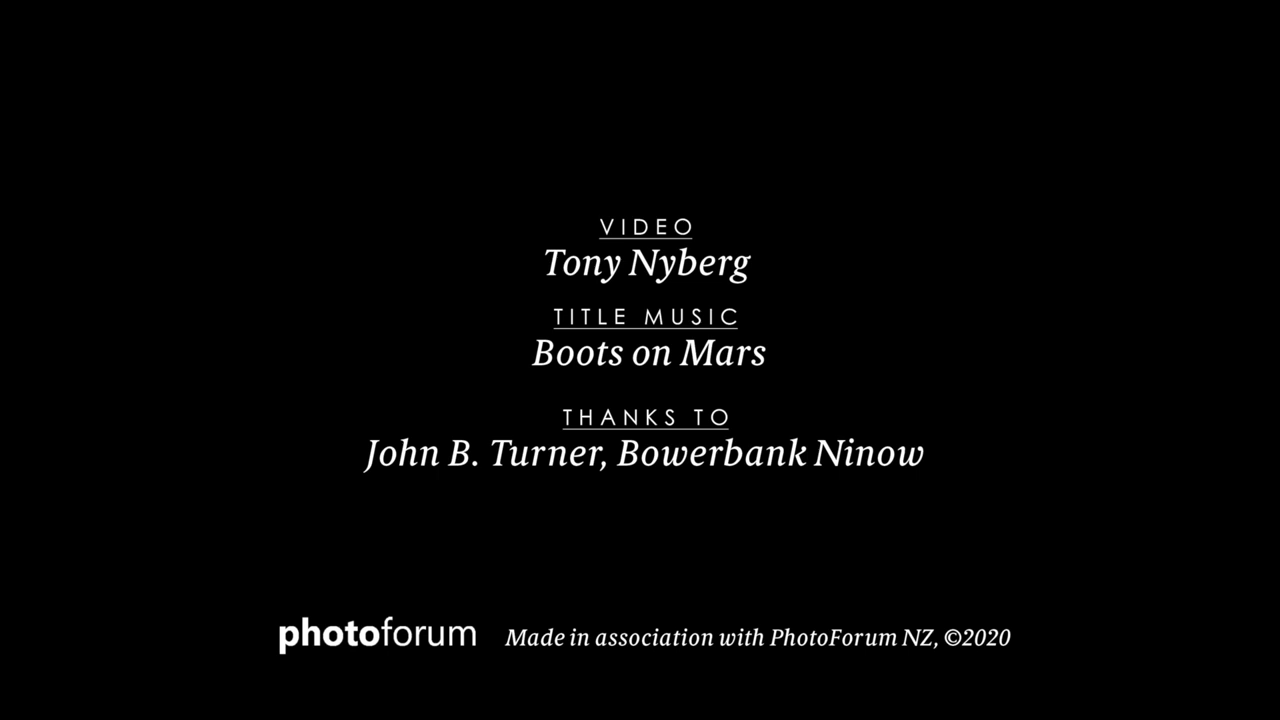 VIDEO
Tony Nyberg
TITLE MUSIC
Boots on Mars
THANKS TO
John B. Turner, Bowerbank Ninow
photoforum Made in association with PhotoForum NZ, ©2020